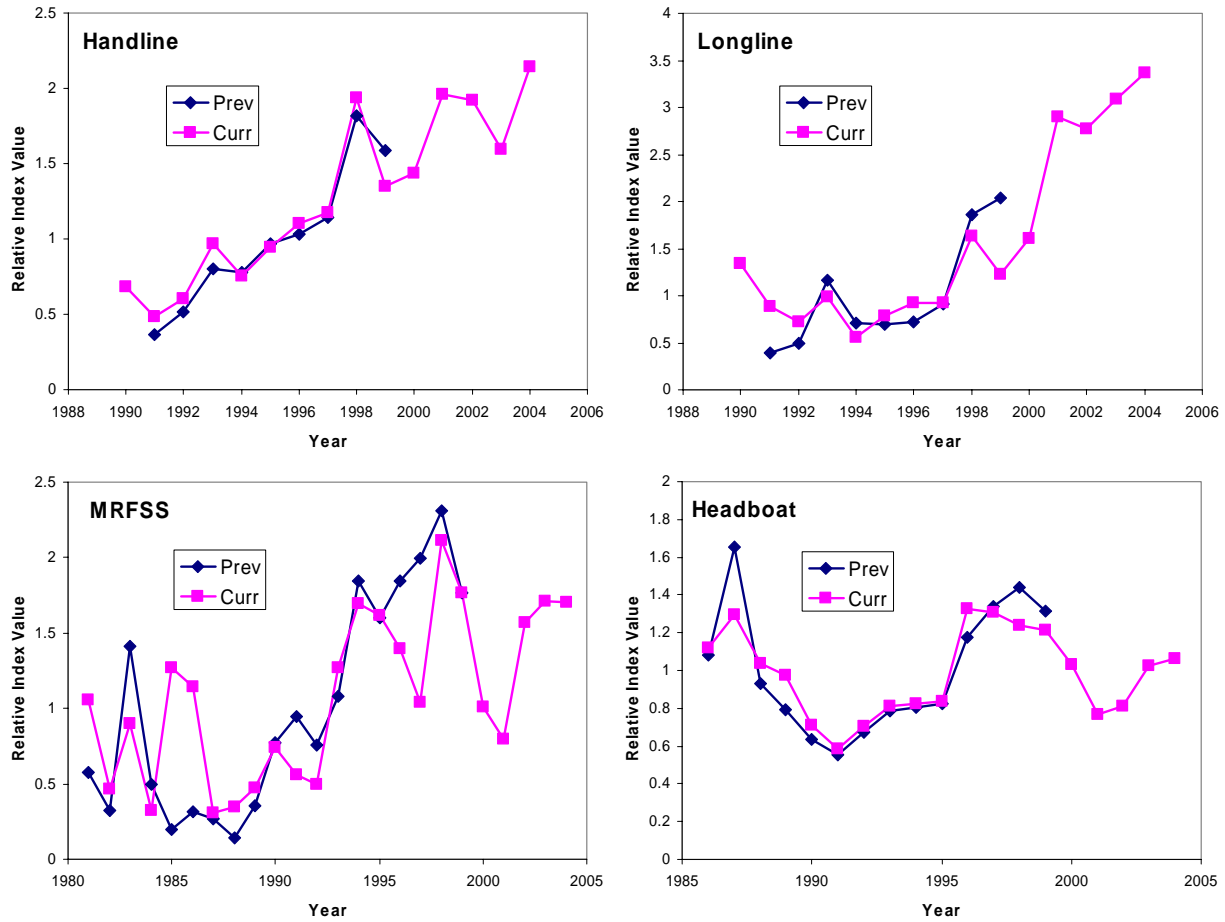 Handline
Relative Index Value
2.5
2
1.5
1
0.5
0
Prev
Curr
1988 1990 1992 1994 1996 1998 2000 2002 2004 2006
Year
Longline
Relative Index Value
4
3.5
3
2.5
2
1.5
1
0.5
0
Prev
Curr
1988 1990 1992 1994 1996 1998 2000 2002 2004 2006
Year
MRFSS
Relative Index Value
2.5
2
1.5
1
0.5
0
Prev
Curr
1980 1985 1990 1995 2000 2005
Year
Headboat
Relative Index Value
2
1.8
1.6
1.4
1.2
1
0.8
0.6
0.4
0.2
0
Prev
Curr
1985 1990 1995 2000 2005
Year